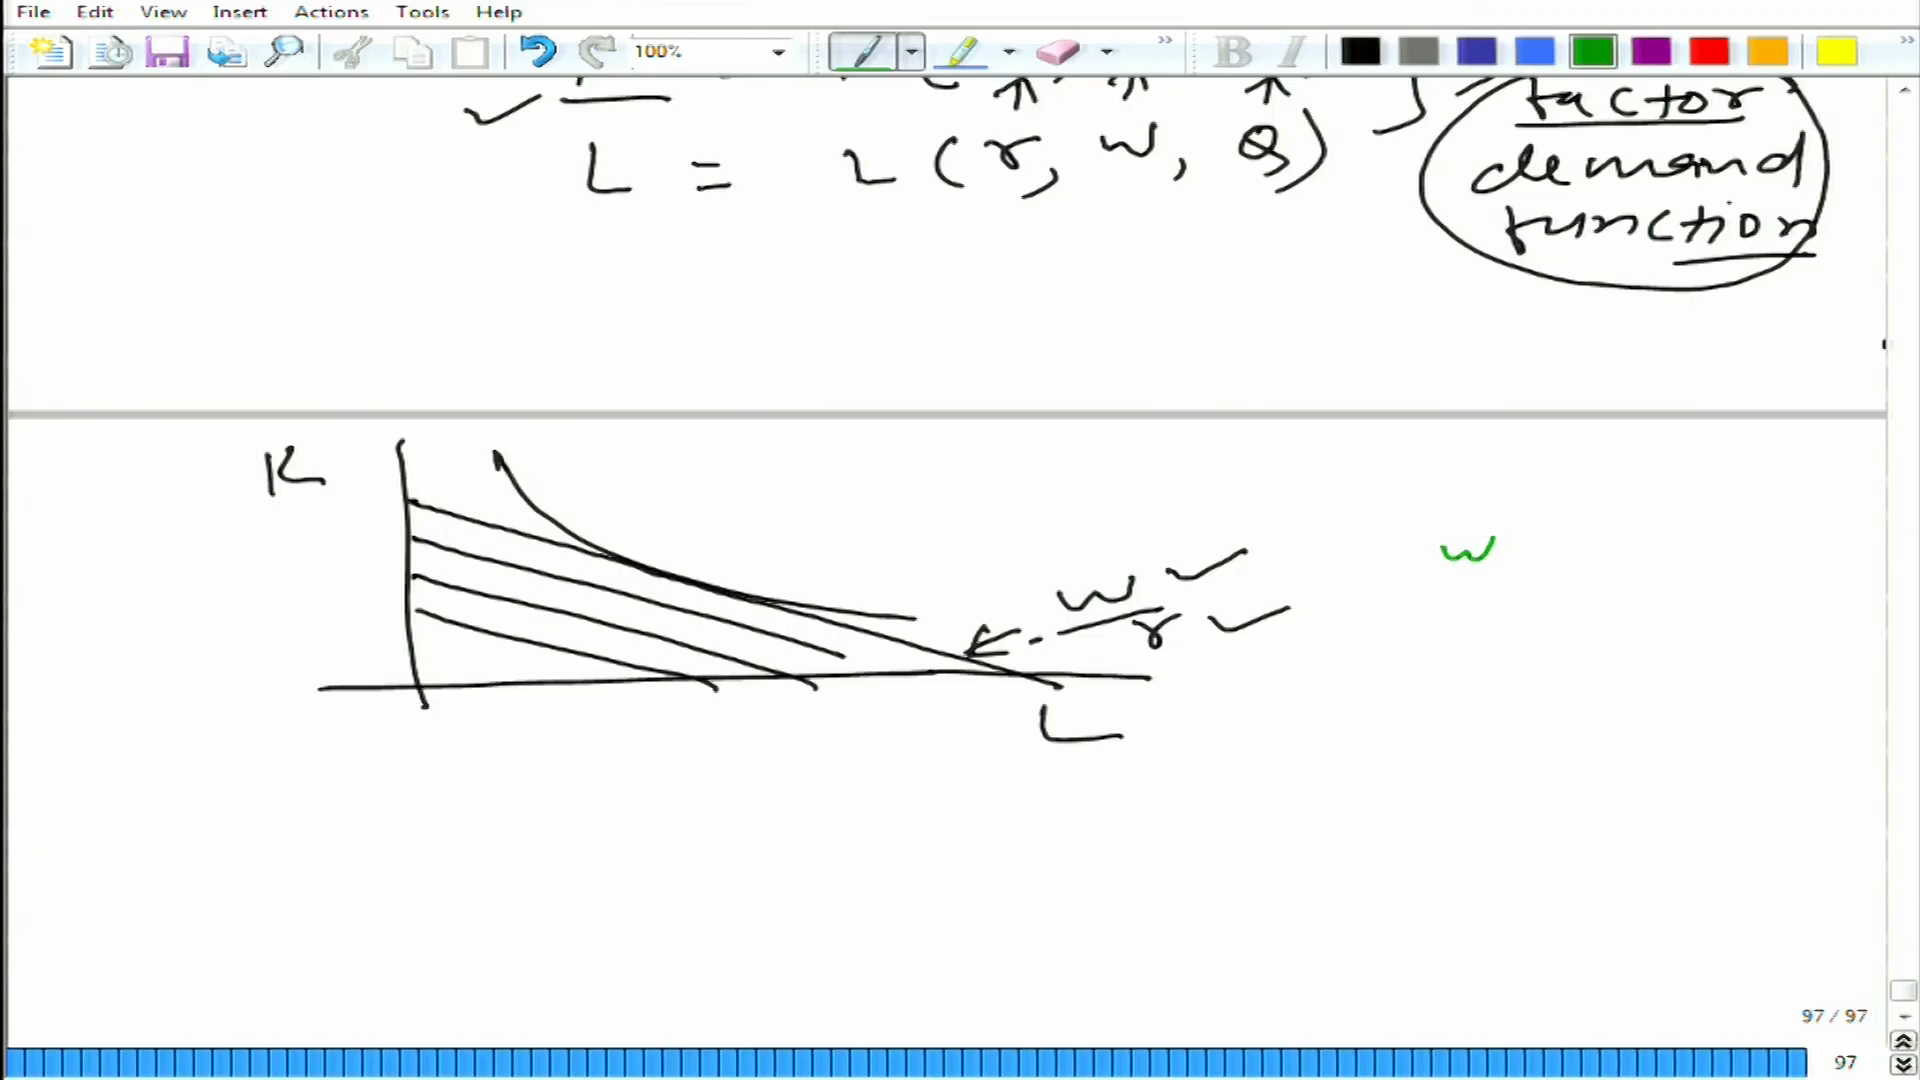 File Edit View Insert Actions Tools Help
100%
B I
factor
L = L (r, w, Q)
demand
function
K
w
w
r
L
97 / 97
97